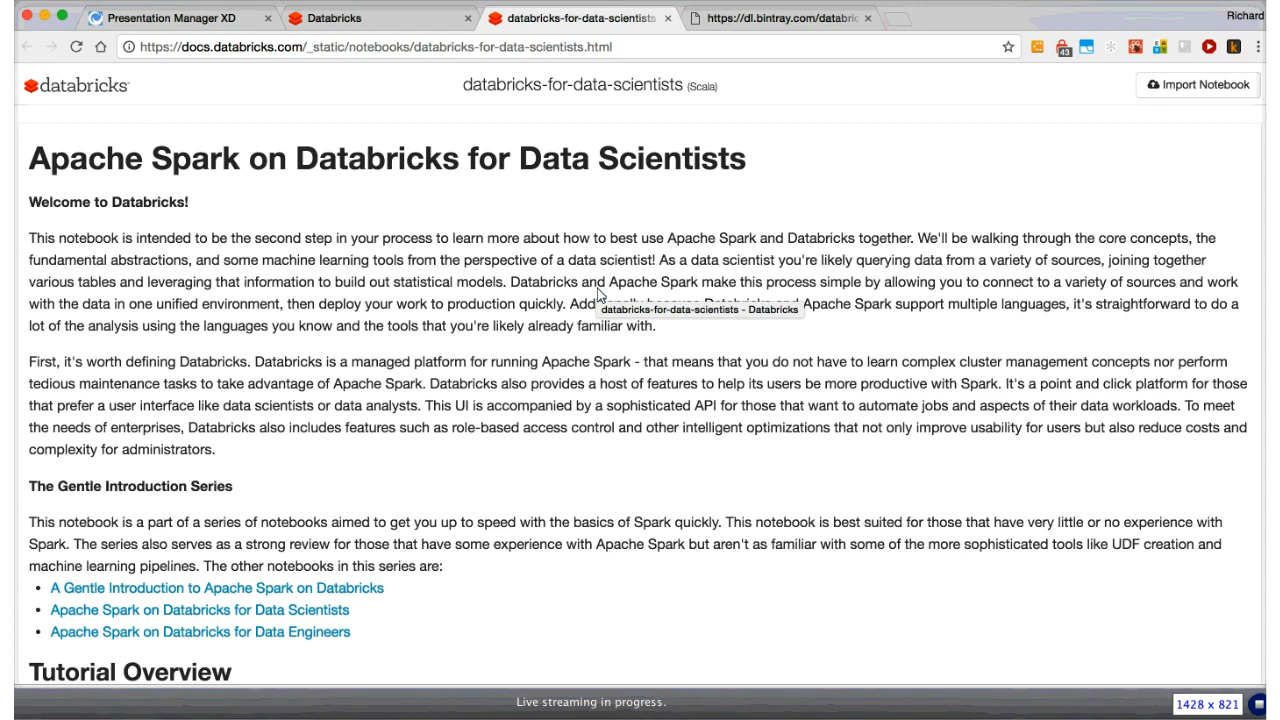 Presentation Manager XD × Databricks × databricks-for-data-scientists × https://dl.bintray.com/databric × Richard
https://docs.databricks.com/_static/notebooks/databricks-for-data-scientists.html 43
databricks databricks-for-data-scientists (Scala) Import Notebook
Apache Spark on Databricks for Data Scientists
Welcome to Databricks!
This notebook is intended to be the second step in your process to learn more about how to best use Apache Spark and Databricks together. We'll be walking through the core concepts, the
fundamental abstractions, and some machine learning tools from the perspective of a data scientist! As a data scientist you're likely querying data from a variety of sources, joining together
various tables and leveraging that information to build out statistical models. Databricks and Apache Spark make this process simple by allowing you to connect to a variety of sources and work
with the data in one unified environment, then deploy your work to production quickly. Apache Spark support multiple languages, it's straightforward to do a
databricks-for-data-scientists - Databricks
lot of the analysis using the languages you know and the tools that you're likely already familiar with.
First, it's worth defining Databricks. Databricks is a managed platform for running Apache Spark - that means that you do not have to learn complex cluster management concepts nor perform
tedious maintenance tasks to take advantage of Apache Spark. Databricks also provides a host of features to help its users be more productive with Spark. It's a point and click platform for those
that prefer a user interface like data scientists or data analysts. This UI is accompanied by a sophisticated API for those that want to automate jobs and aspects of their data workloads. To meet
the needs of enterprises, Databricks also includes features such as role-based access control and other intelligent optimizations that not only improve usability for users but also reduce costs and
complexity for administrators.
The Gentle Introduction Series
This notebook is a part of a series of notebooks aimed to get you up to speed with the basics of Spark quickly. This notebook is best suited for those that have very little or no experience with
Spark. The series also serves as a strong review for those that have some experience with Apache Spark but aren't as familiar with some of the more sophisticated tools like UDF creation and
machine learning pipelines. The other notebooks in this series are:
• A Gentle Introduction to Apache Spark on Databricks
• Apache Spark on Databricks for Data Scientists
• Apache Spark on Databricks for Data Engineers
Tutorial Overview
Live streaming in progress.
1428 x 821